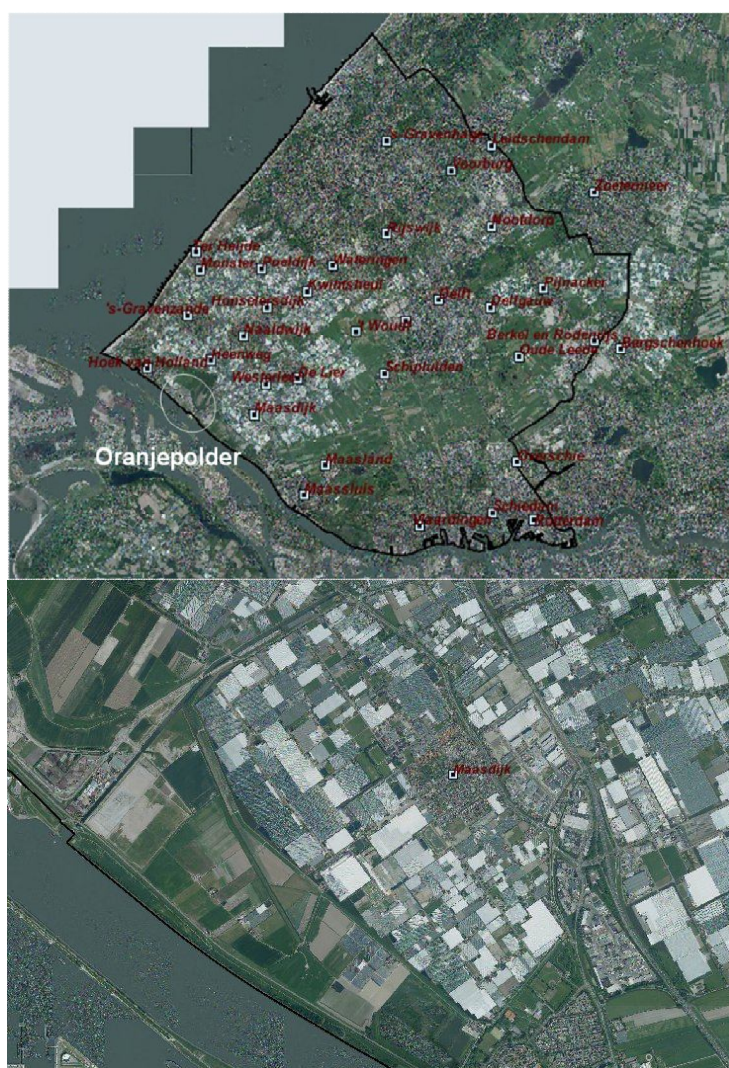 's-Gravenhage
Leidschendam
Voorburg
Zoetermeer
Rijswijk
Nootdorp
Ter Heijde
Monster
Poeldijk
Wateringen
Kwintsheul
Pijnacker
Honselersdijk
Delft
Delfgauw
's-Gravenzande
Naaldwijk
't Woudt
Berkel en Rodenrijs
Bergschenhoek
Hoek van Holland
Heenweg
Oude Leede
Westerlee
De Lier
Schipluiden
Maasdijk
Oranjepolder
Maasland
Maassluis
Schiedam
Vlaardingen
Rotterdam
Maasdijk